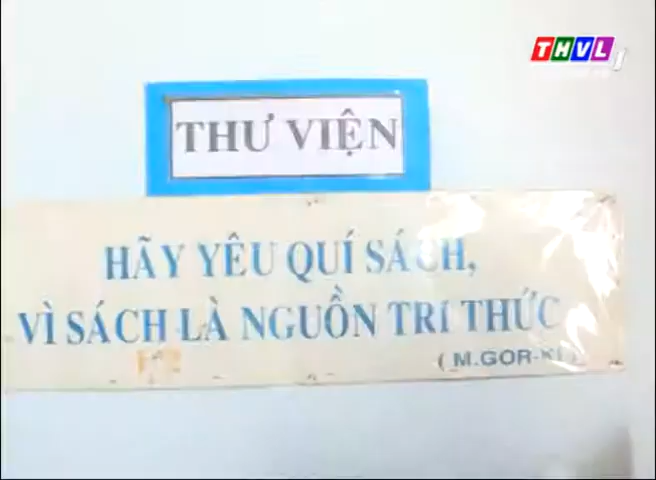 THVL1
THƯ VIỆN
HÃY YÊU QUÍ SÁCH,
VÌ SÁCH LÀ NGUỒN TRI THỨC
( M.GOR-KI )